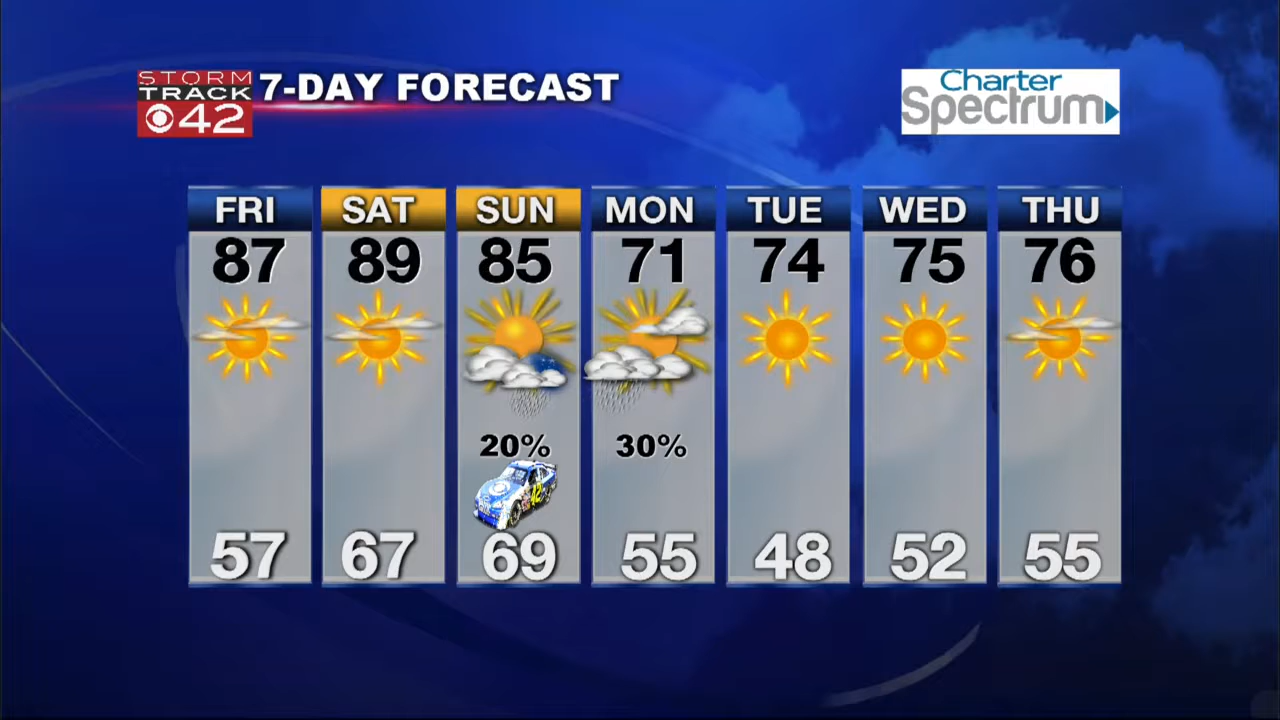 STORM
TRACK
42
7-DAY FORECAST
Charter
Spectrum
FRI SAT SUN MON TUE WED THU
87 89 85 71 74 75 76
20% 30%
42
57 67 69 55 48 52 55